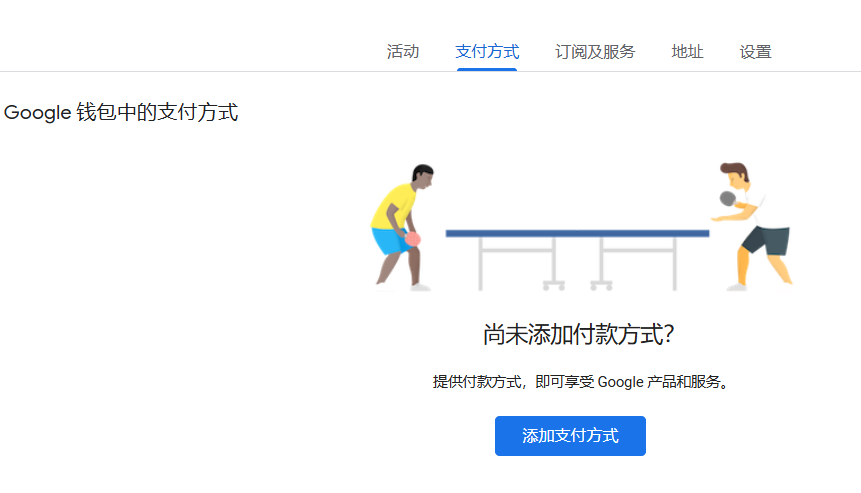 活动 支付方式 订阅及服务 地址 设置
Google 钱包中的支付方式
尚未添加付款方式?
提供付款方式，即可享受 Google 产品和服务。
添加支付方式